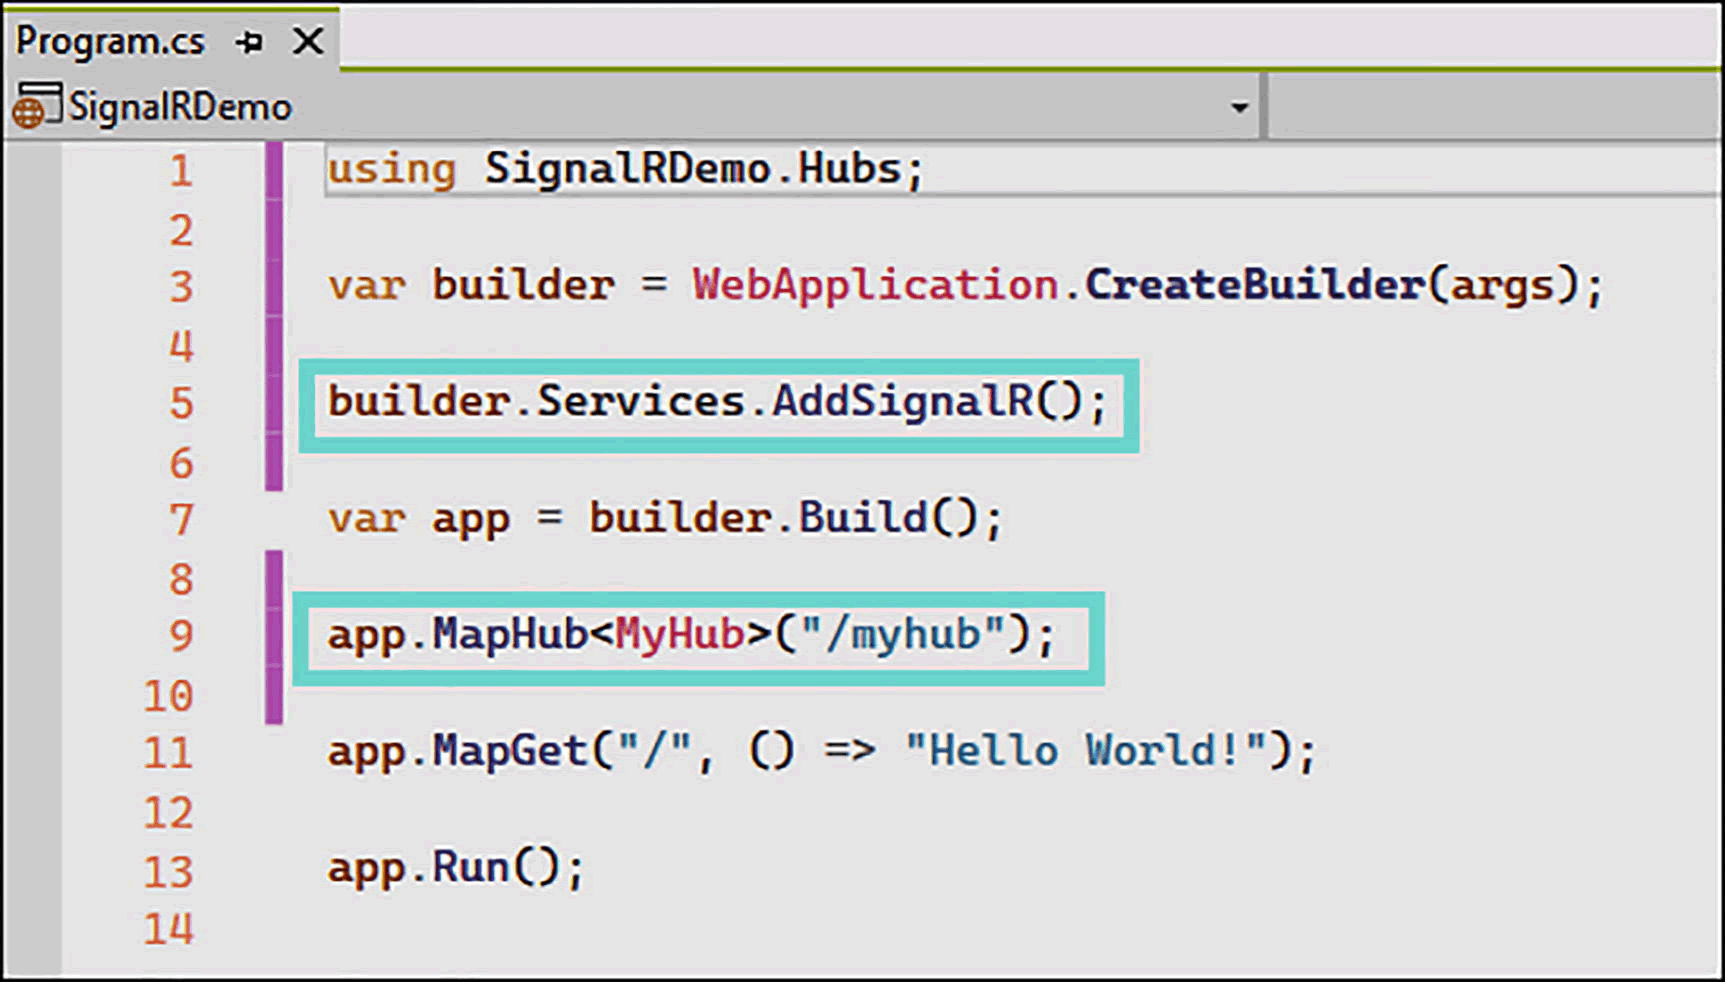 Program.cs
SignalRDemo
1 using SignalRDemo.Hubs;
2
3 var builder = WebApplication.CreateBuilder(args);
4
5 builder.Services.AddSignalR();
6
7 var app = builder.Build();
8
9 app.MapHub<MyHub>("/myhub");
10
11 app.MapGet("/", () => "Hello World!");
12
13 app.Run();
14